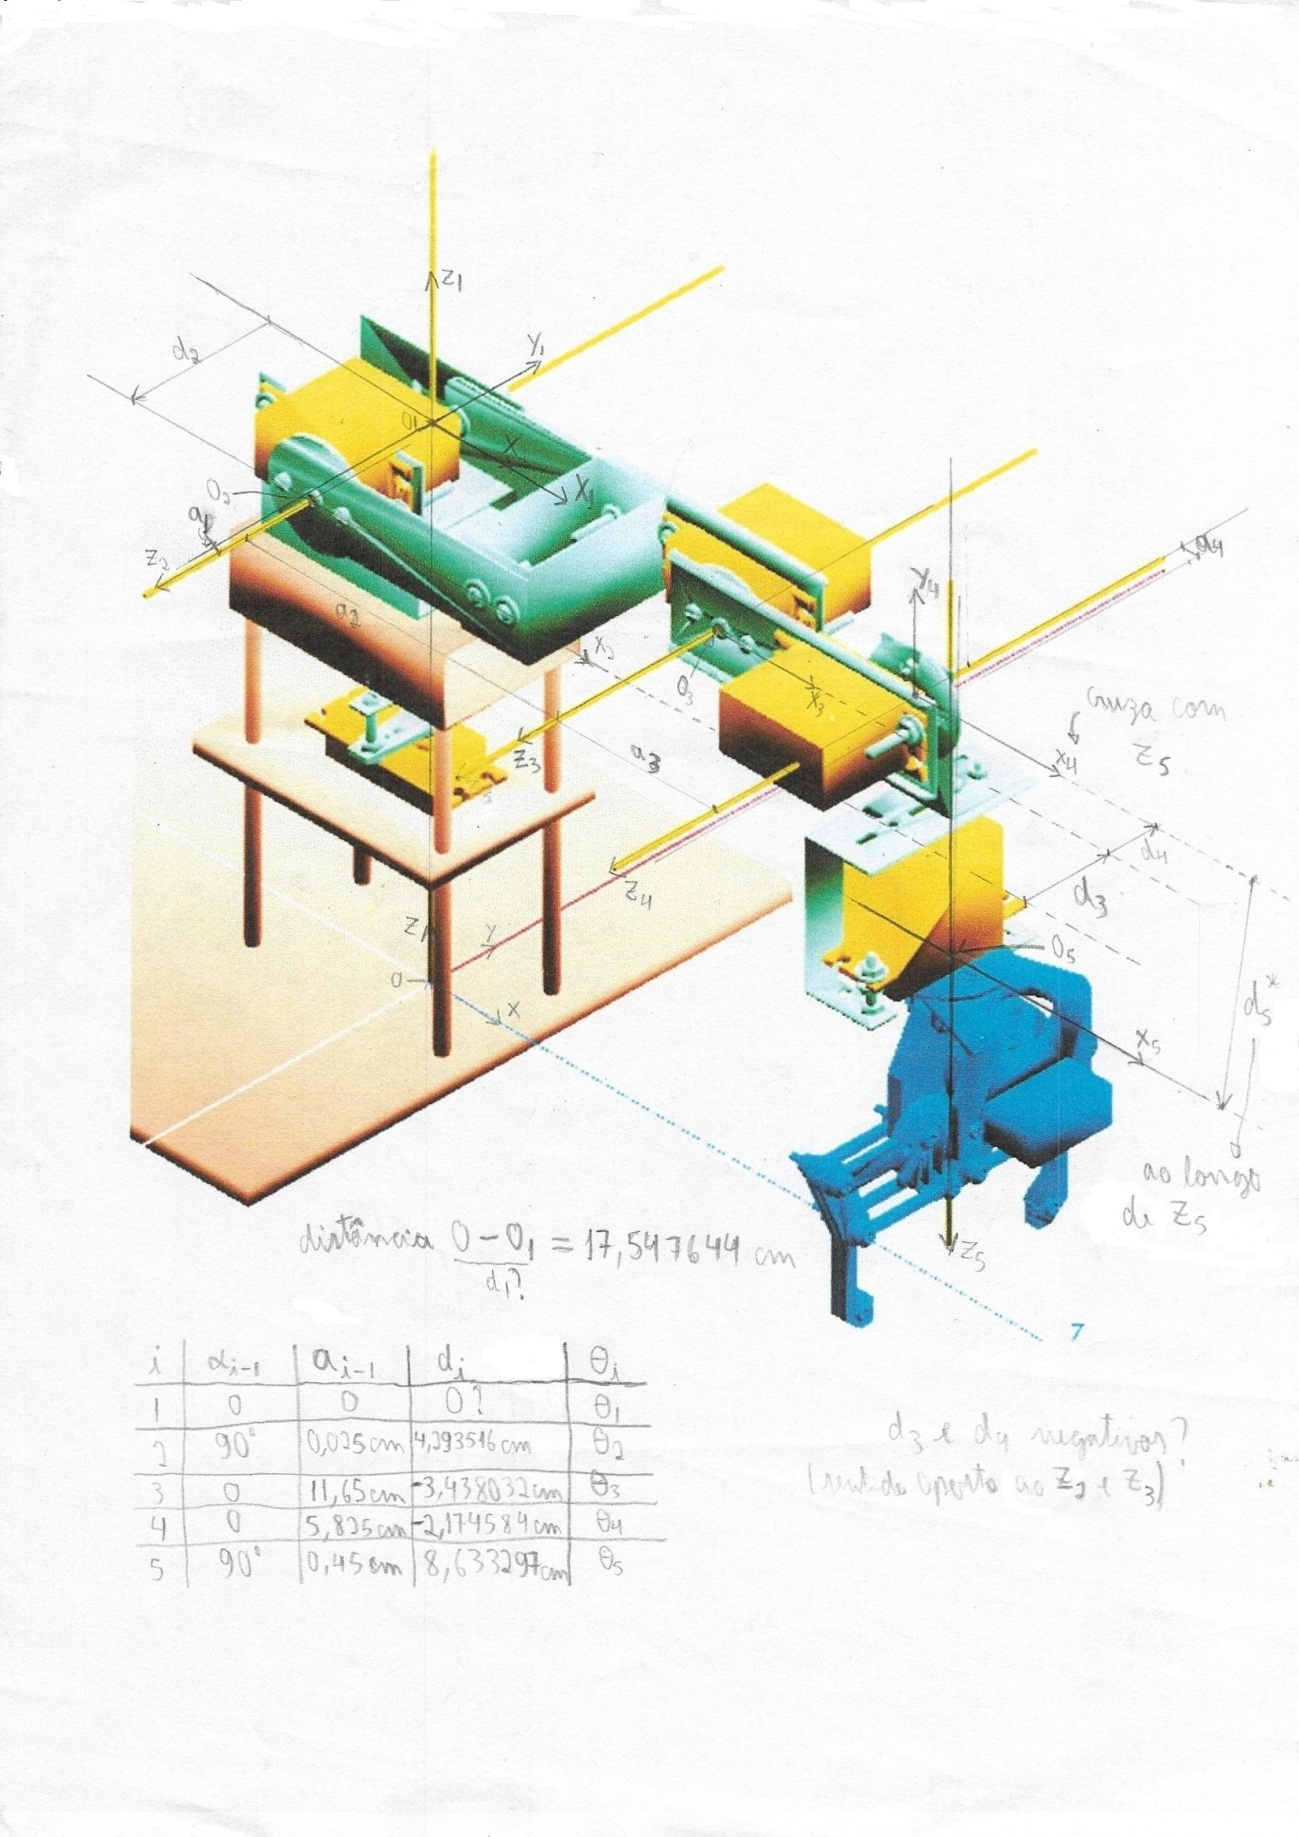 z1
d2
Y1
O1
X
X1
O2
a1
z2
a2
X2
O3
X3
z3
a3
Y4
a4
cruza com
z5
X4
z4
d4
d3
Z1
Y
O
X
O5
d5*
X5
ao longo
de z5
z5
distância O-O1 = 17,547644 cm
d1?
7
i | αi-1 | ai-1 | di | θi
1 | 0 | 0 | 0? | θ1
2 | 90° | 0,025cm | 4,293516cm | θ2
3 | 0 | 11,65cm | -3,438032cm | θ3
4 | 0 | 5,825cm | -2,174584cm | θ4
5 | 90° | 0,45cm | 8,633297cm | θ5
d3 e d4 negativos?
(sentido oposto ao z2 e z3)